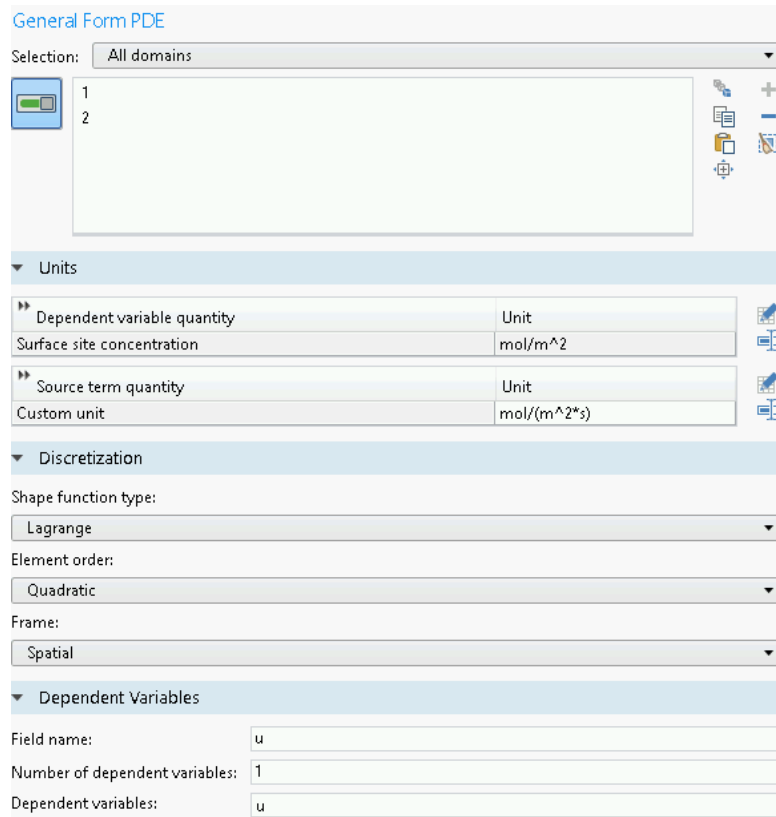 General Form PDE
Selection: All domains
1
2
Units
Dependent variable quantity Unit
Surface site concentration mol/m^2
Source term quantity Unit
Custom unit mol/(m^2*s)
Discretization
Shape function type:
Lagrange
Element order:
Quadratic
Frame:
Spatial
Dependent Variables
Field name: u
Number of dependent variables: 1
Dependent variables: u